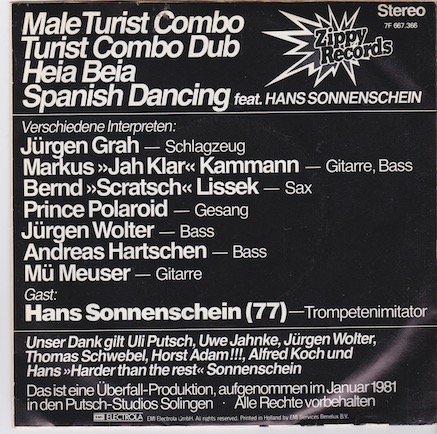 Male Turist Combo
Stereo
7F 667.366
Turist Combo Dub
Zippy
Records
Heia Beia
Spanish Dancing feat. HANS SONNENSCHEIN
Verschiedene Interpreten:
Jürgen Grah — Schlagzeug
Markus »Jah Klar« Kammann — Gitarre, Bass
Bernd »Scratsch« Lissek — Sax
Prince Polaroid — Gesang
Jürgen Wolter — Bass
Andreas Hartschen — Bass
Mü Meuser — Gitarre
Gast:
Hans Sonnenschein (77) — Trompetenimitator
Unser Dank gilt Uli Putsch, Uwe Jahnke, Jürgen Wolter,
Thomas Schwebel, Horst Adam!!!, Alfred Koch und
Hans »Harder than the rest« Sonnenschein
Das ist eine Überfall-Produktion, aufgenommen im Januar 1981
in den Putsch-Studios Solingen · Alle Rechte vorbehalten
EMI ELECTROLA EMI Electrola GmbH. All rights reserved. Printed in Holland by EMI Services Benelux B.V.